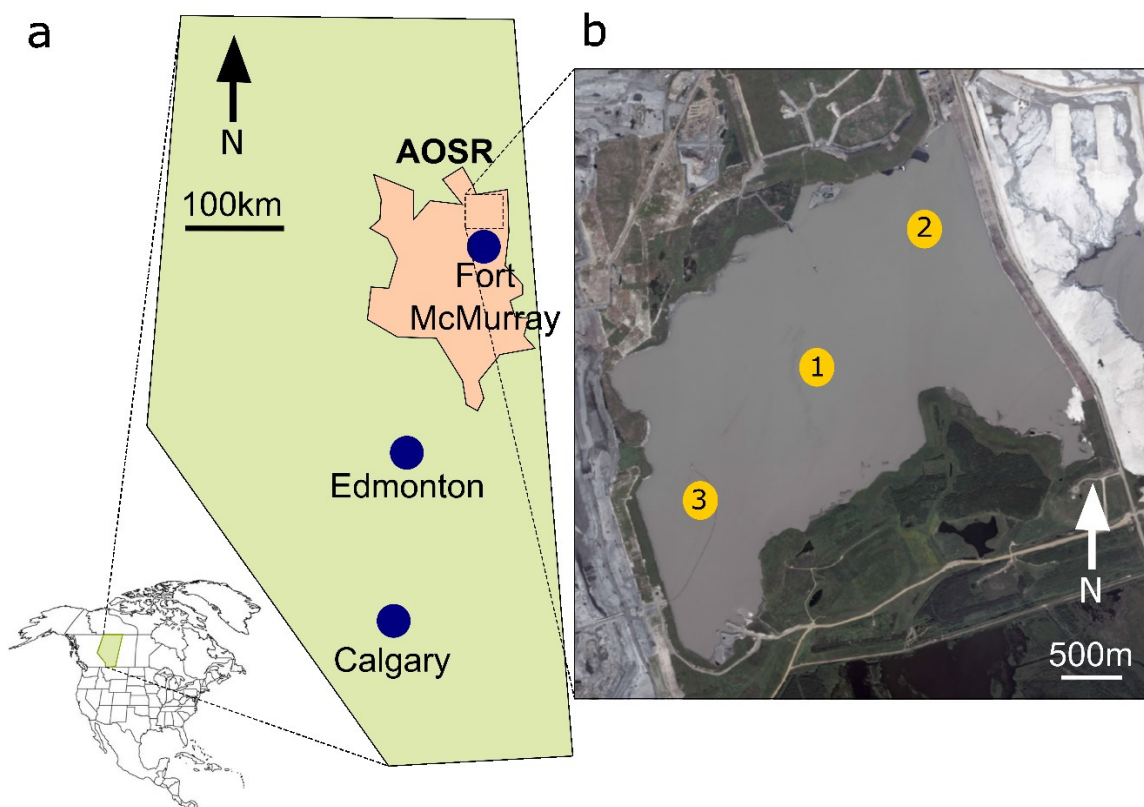 a
N
100km
AOSR
Fort
McMurray
Edmonton
Calgary
b
2
1
3
N
500m